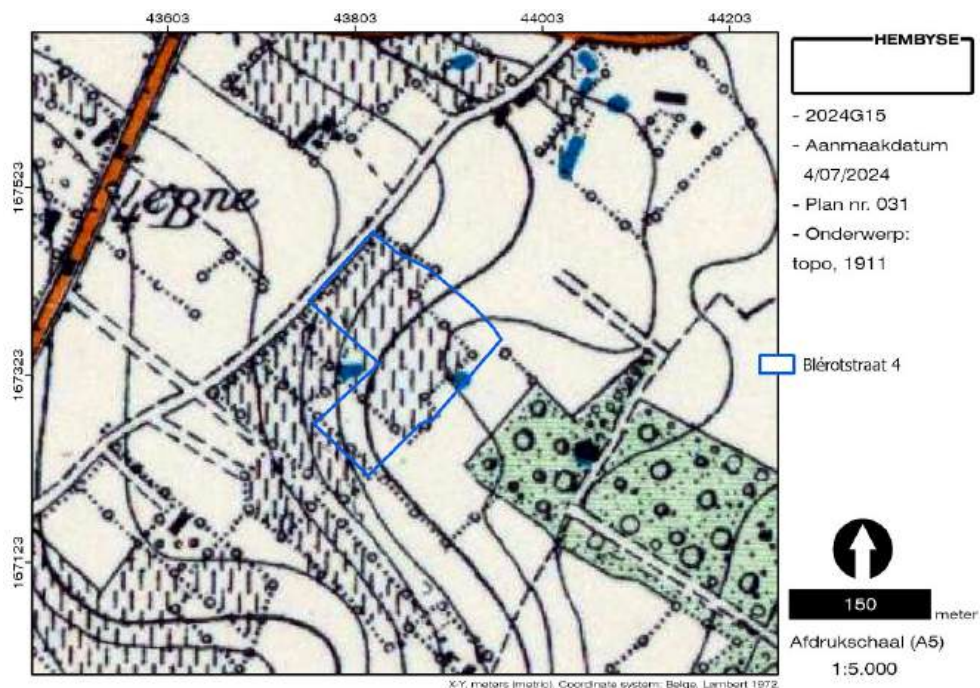 43603 43803 44003 44203
HEMBYSE
- 2024G15
- Aanmaakdatum
4/07/2024
- Plan nr. 031
- Onderwerp:
topo, 1911
Blérotstraat 4
167523
167323
167123
150 meter
Afdrukschaal (A5)
1:5.000
X-Y, meters (metric). Coordinate system: Belge, Lambert 1972.